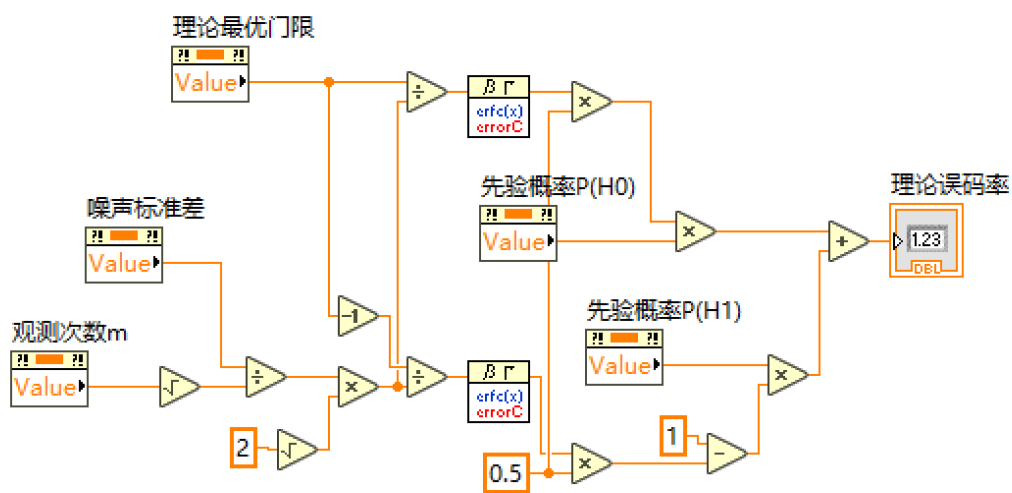 理论最优门限
?! ?!
Value
÷
β
erfc(x)
errorC
×
先验概率P(H0)
?! ?!
Value
×
理论误码率
1.23
DBL
+
噪声标准差
?! ?!
Value
-1
先验概率P(H1)
?! ?!
Value
×
观测次数m
?! ?!
Value
√
÷
×
÷
β
erfc(x)
errorC
2
√
0.5
×
1
-